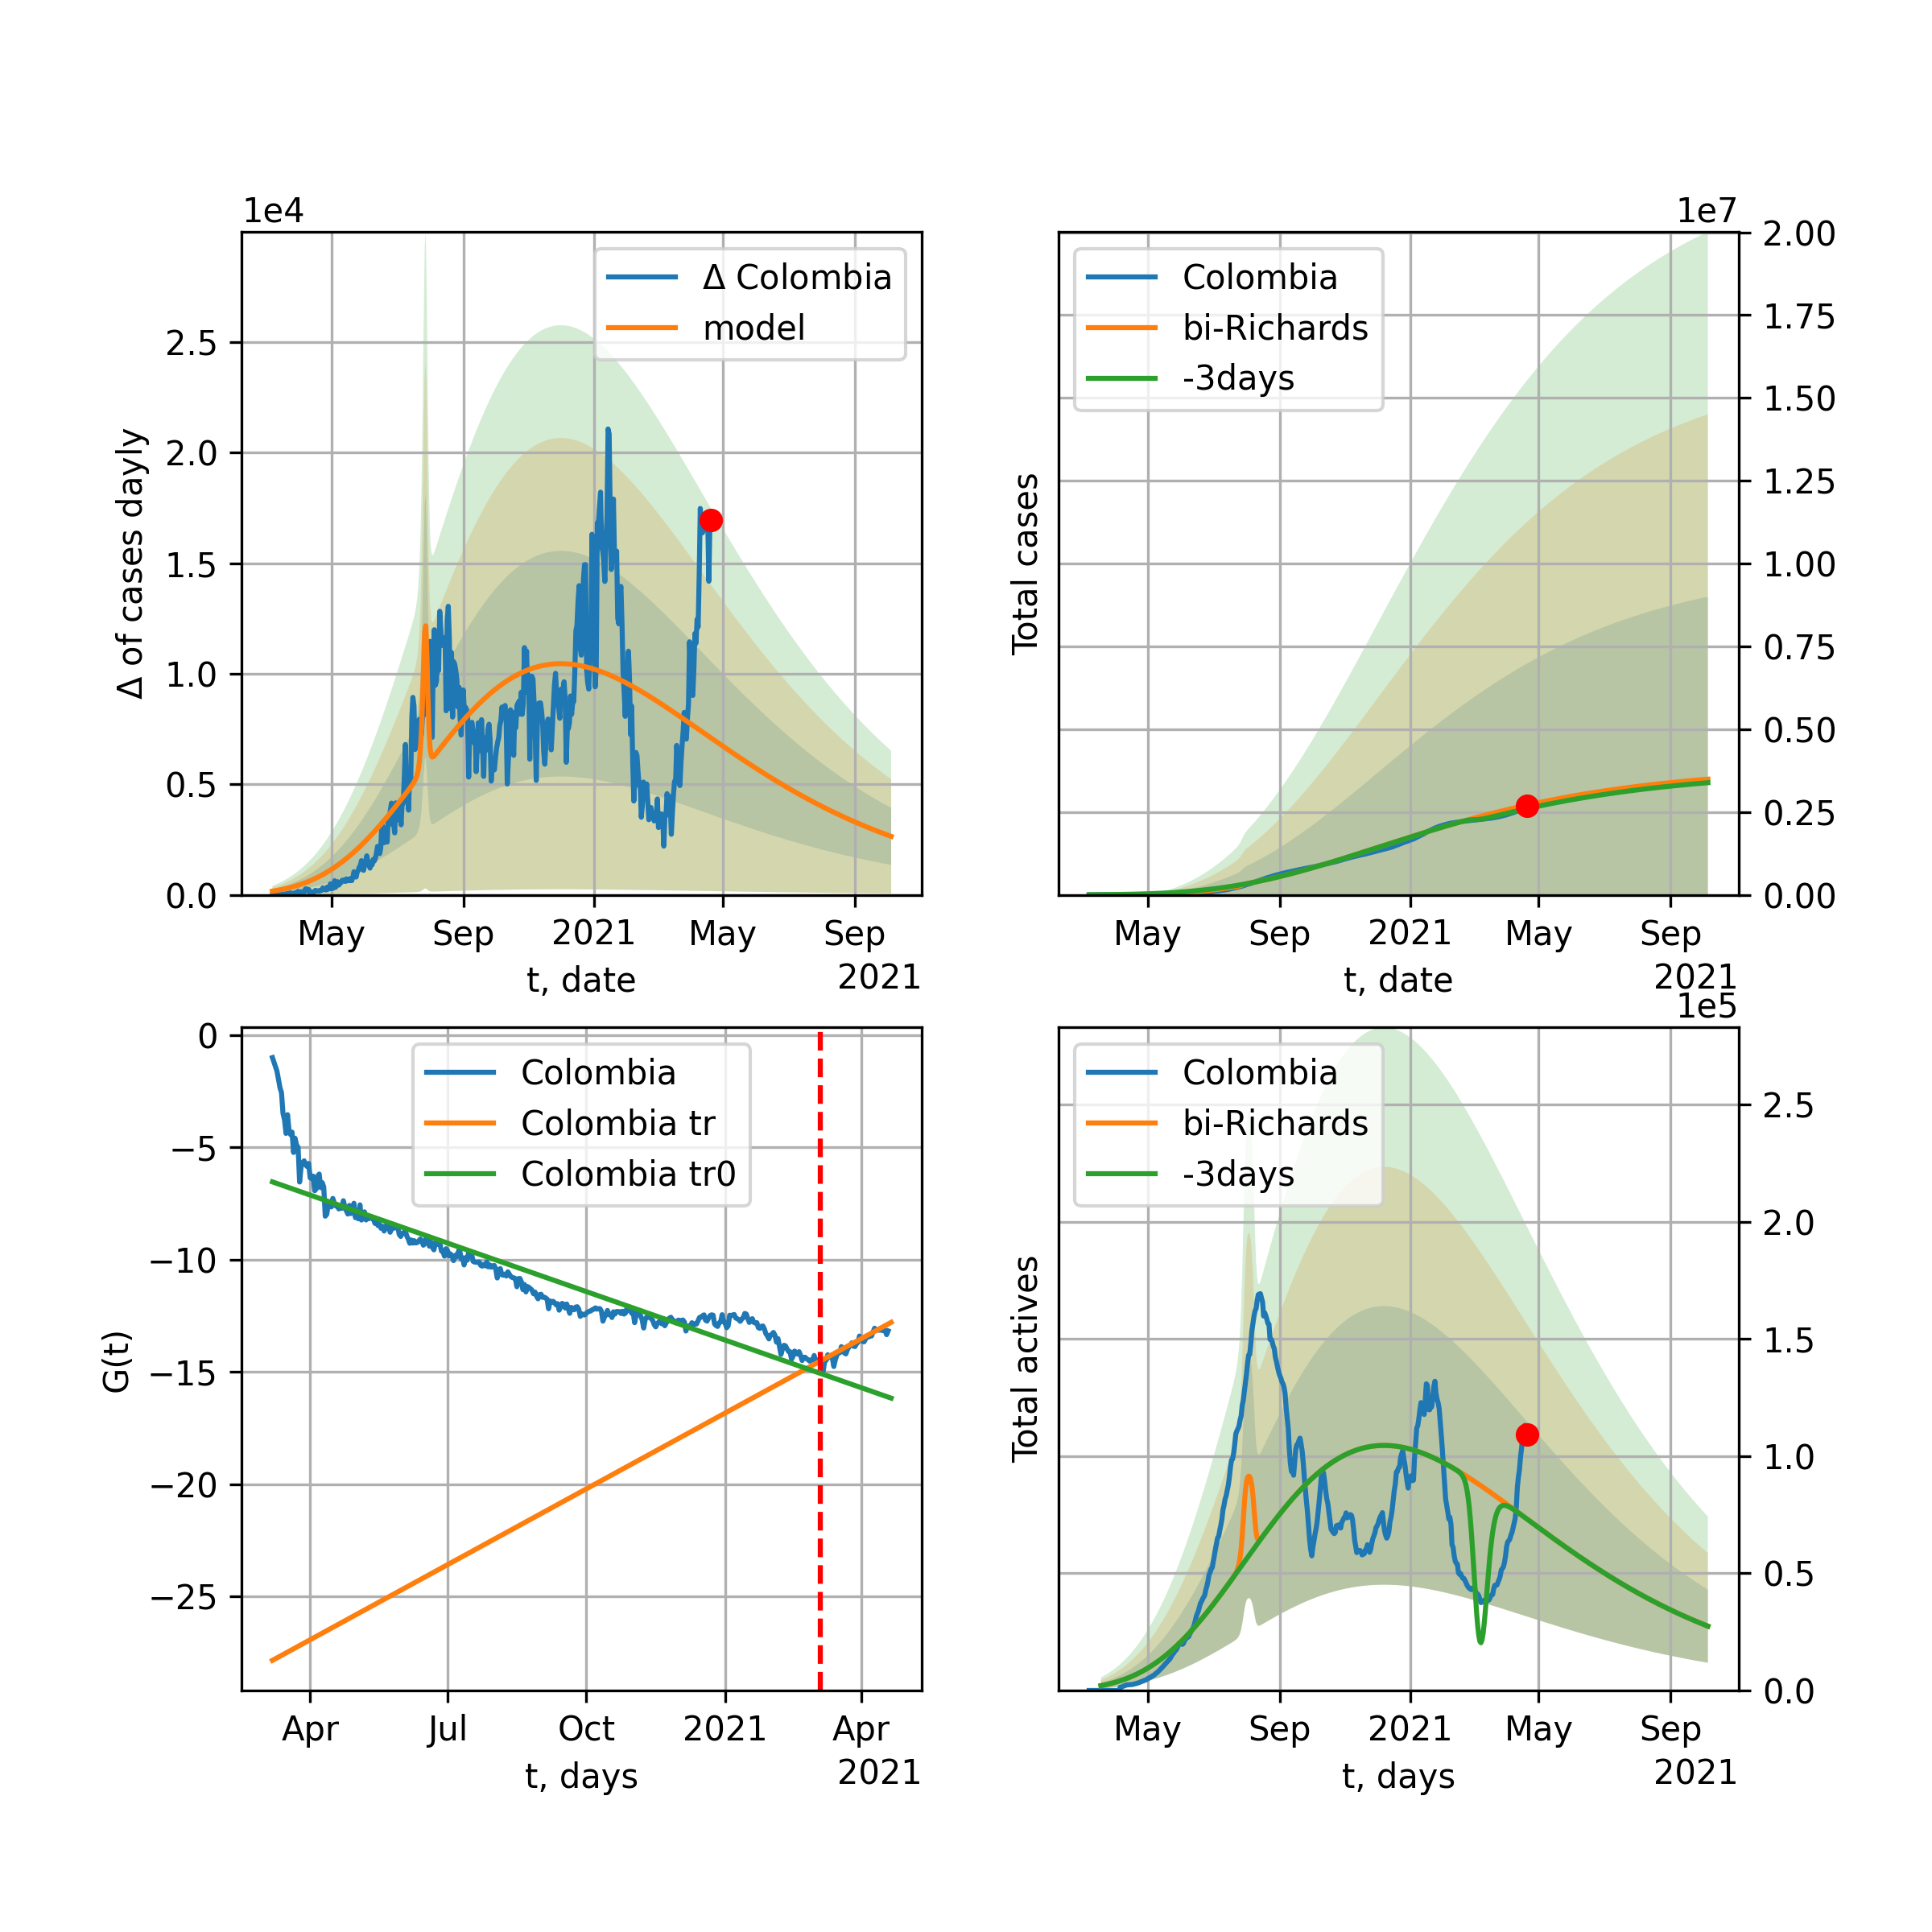 1e4
Δ of cases dayly
2.5
2.0
1.5
1.0
0.5
0.0
Δ Colombia
model
May Sep 2021 May Sep
t, date
2021
1e7
Total cases
Colombia
bi-Richards
-3days
2.00
1.75
1.50
1.25
1.00
0.75
0.50
0.25
0.00
May Sep 2021 May Sep
t, date
2021
G(t)
0
−5
−10
−15
−20
−25
Colombia
Colombia tr
Colombia tr0
Apr Jul Oct 2021 Apr
t, days
2021
1e5
Total actives
Colombia
bi-Richards
-3days
2.5
2.0
1.5
1.0
0.5
0.0
May Sep 2021 May Sep
t, days
2021